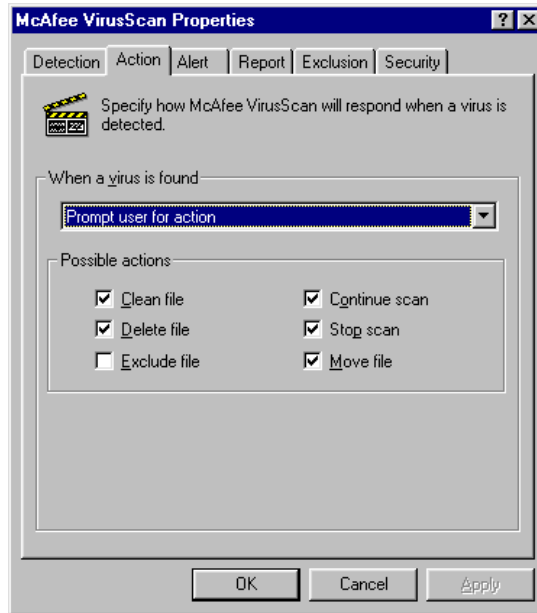 McAfee VirusScan Properties
Detection Action Alert Report Exclusion Security
Specify how McAfee VirusScan will respond when a virus is
detected.
When a virus is found
Prompt user for action
Possible actions
Clean file Continue scan
Delete file Stop scan
Exclude file Move file
OK Cancel Apply